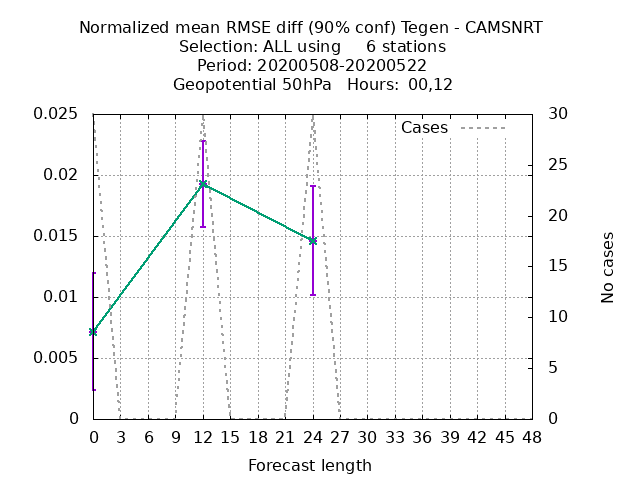 Normalized mean RMSE diff (90% conf) Tegen - CAMSNRT
Selection: ALL using 6 stations
Period: 20200508-20200522
Geopotential 50hPa Hours: 00,12
0.025
0.02
0.015
0.01
0.005
0
Cases
30
25
20
15
10
5
0
No cases
0 3 6 9 12 15 18 21 24 27 30 33 36 39 42 45 48
Forecast length